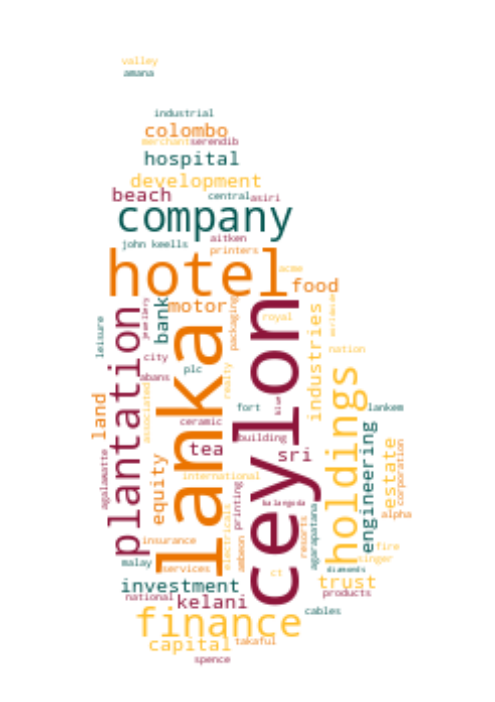 valley
amana
industrial
colombo
merchant serendib
hospital
development
beach central asiri
company
john keells aitken
printers
hotel acme
food
plantation
lanka
ceylon
holdings
motor
bank
jewellery
packaging
royal
industries
meridian
leisure
city
plc
nation
abans
realty
blue
land
associated
fort
lankem
ceramic
building
tea
sri
engineering
estate
corporation
agalawatte
equity
international
printing
balangoda
electricals
resorts
agarapatana
alpha
insurance
ambeon
fire
malay
services
ct
singer
diamonds
investment
trust
national
kelani
products
cables
finance
capital takaful
spence